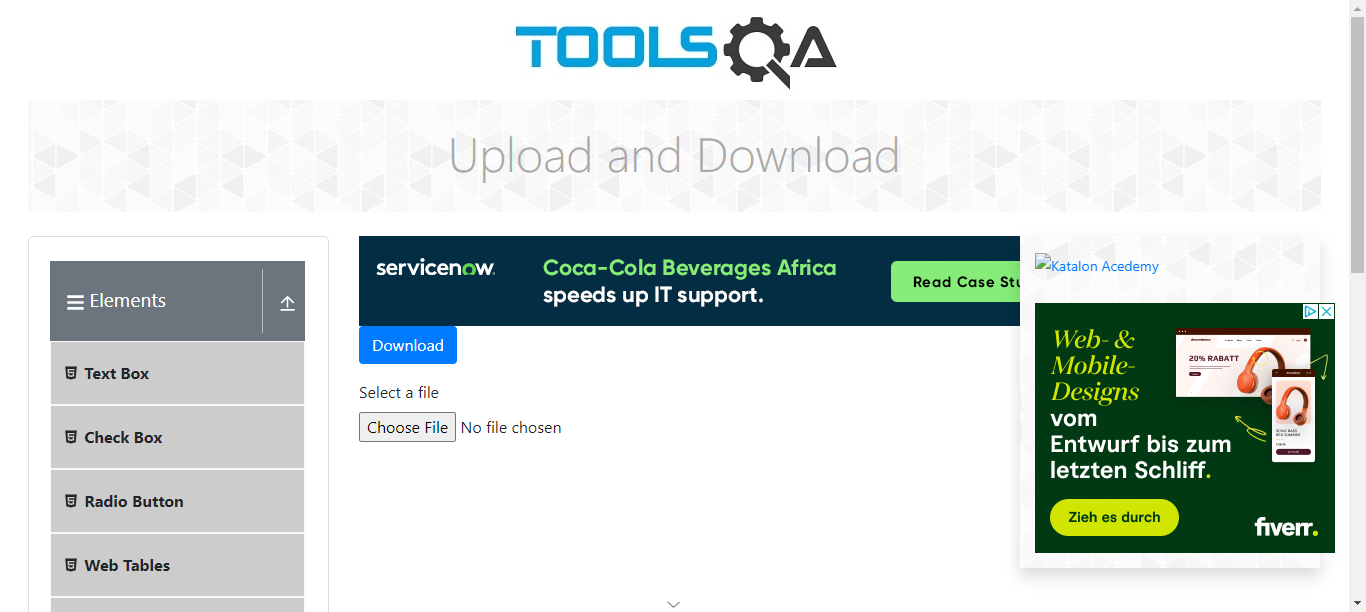 TOOLSQA
Upload and Download
Elements
Text Box
Check Box
Radio Button
Web Tables
servicenow
Coca-Cola Beverages Africa
speeds up IT support.
Read Case Stu
Download
Select a file
Choose File No file chosen
Katalon Acedemy
Web- &
Mobile-
Designs
vom
Entwurf bis zum
letzten Schliff.
Zieh es durch
fiverr.
20% RABATT